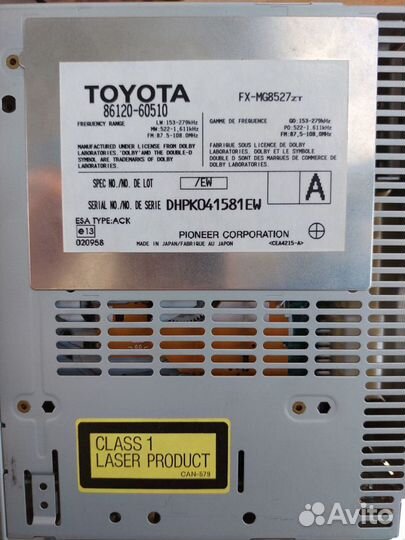 TOYOTA
86120-60510
FX-MG8527ZT
FREQUENCY RANGE LW:153-279kHz
MW:522-1,611kHz
FM:87.5-108.0MHz
GAMME DE FREQUENCE GO:153-279kHz
PO:522-1,611kHz
FM:87.5-108.0MHz
MANUFACTURED UNDER LICENSE FROM DOLBY
LABORATORIES. 'DOLBY' AND THE DOUBLE-D
SYMBOL ARE TRADEMARKS OF DOLBY
LABORATORIES.
FABRIQUE SOUS LICENCE DE DOLBY
LABORATORIES. DOLBY ET LE SYMBOLE
DOUBLE D SONT DES MARQUES DE COMMERCE DE
DOLBY LABORATORIES.
SPEC NO./NO. DE LOT /EW
A
SERIAL NO./NO. DE SERIE DHPK041581EW
ESA TYPE:ACK
e13
020958
PIONEER CORPORATION
MADE IN JAPAN/FABRIQUE AU JAPON
<CEA4215-A>
CLASS 1
LASER PRODUCT
CAN-579
Avito